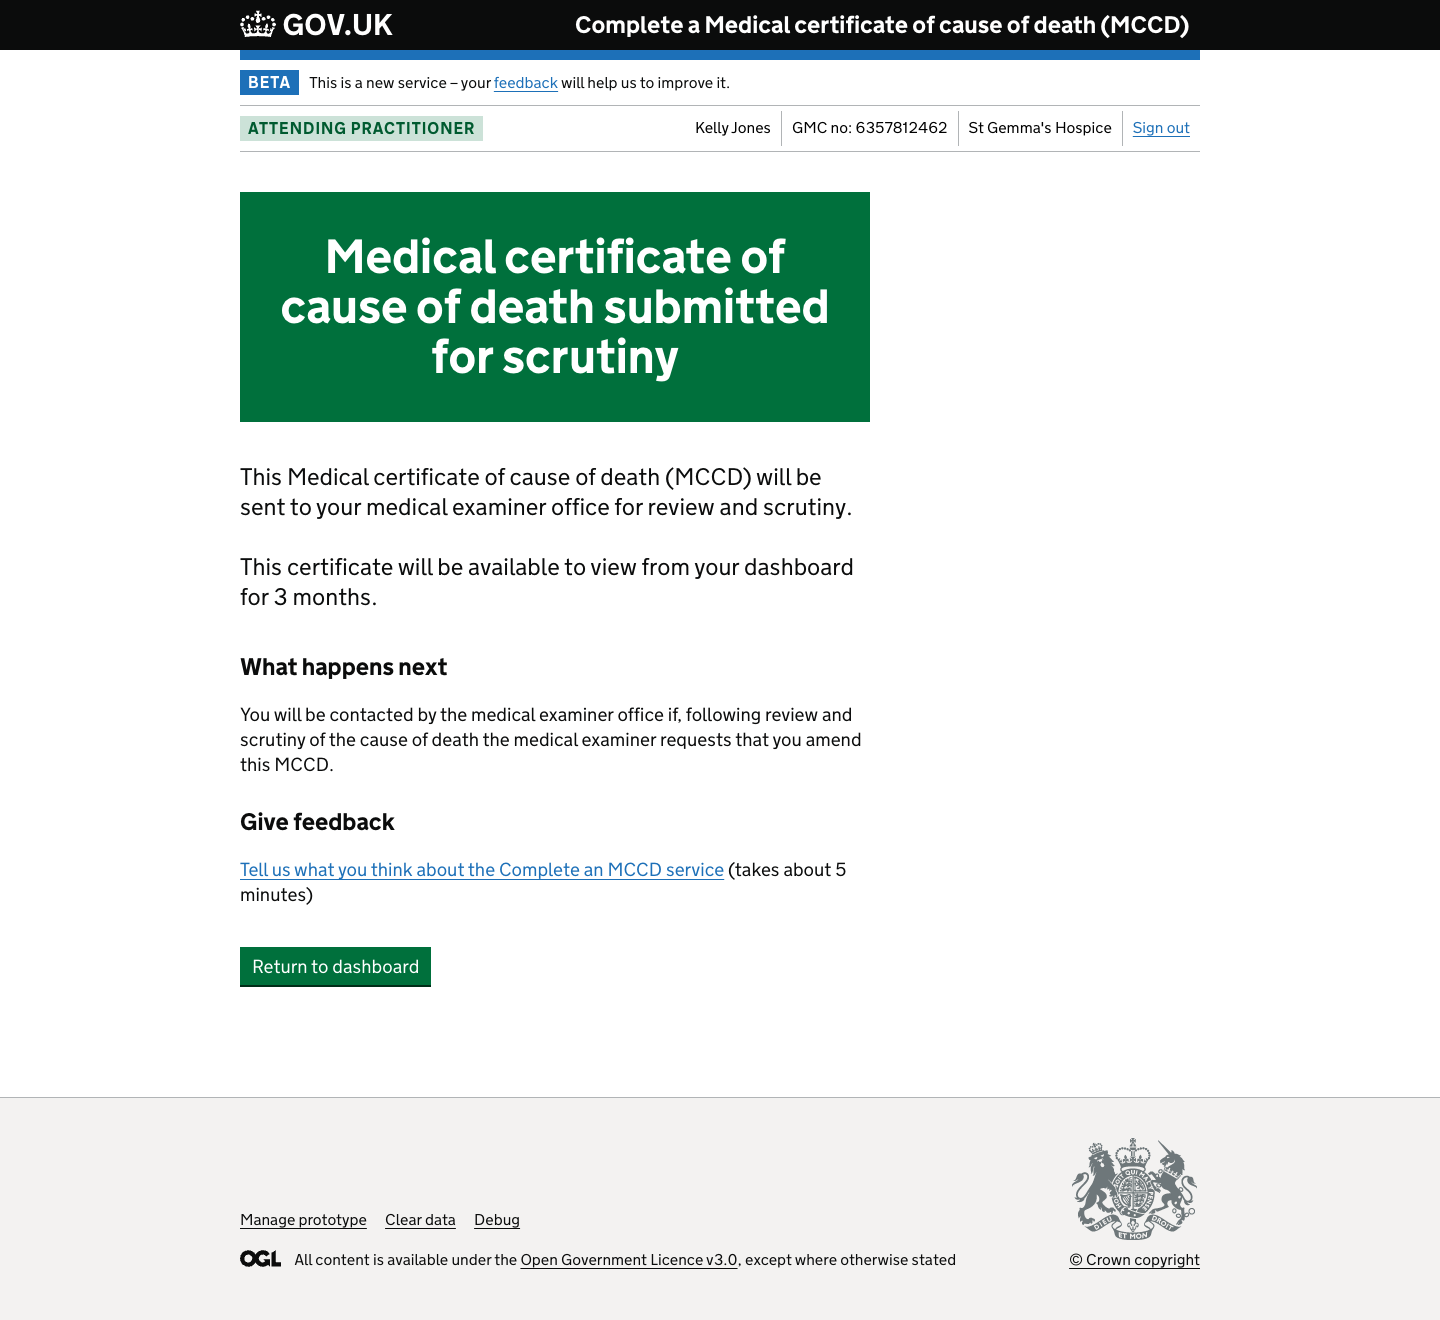 GOV.UK
Complete a Medical certificate of cause of death (MCCD)
BETA This is a new service – your feedback will help us to improve it.
ATTENDING PRACTITIONER
Kelly Jones
GMC no: 6357812462
St Gemma's Hospice
Sign out
Medical certificate of
cause of death submitted
for scrutiny
This Medical certificate of cause of death (MCCD) will be
sent to your medical examiner office for review and scrutiny.
This certificate will be available to view from your dashboard
for 3 months.
What happens next
You will be contacted by the medical examiner office if, following review and
scrutiny of the cause of death the medical examiner requests that you amend
this MCCD.
Give feedback
Tell us what you think about the Complete an MCCD service (takes about 5
minutes)
Return to dashboard
Manage prototype
Clear data
Debug
DIEU ET MON DROIT
OGL All content is available under the Open Government Licence v3.0, except where otherwise stated
© Crown copyright